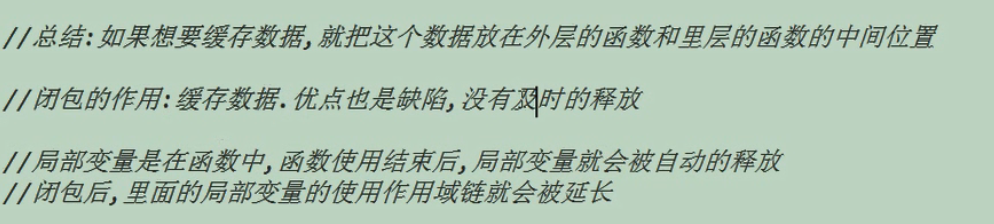 //总结:如果想要缓存数据,就把这个数据放在外层的函数和里层的函数的中间位置
//闭包的作用:缓存数据.优点也是缺陷,没有及时的释放
//局部变量是在函数中,函数使用结束后,局部变量就会被自动的释放
//闭包后,里面的局部变量的使用作用域链就会被延长